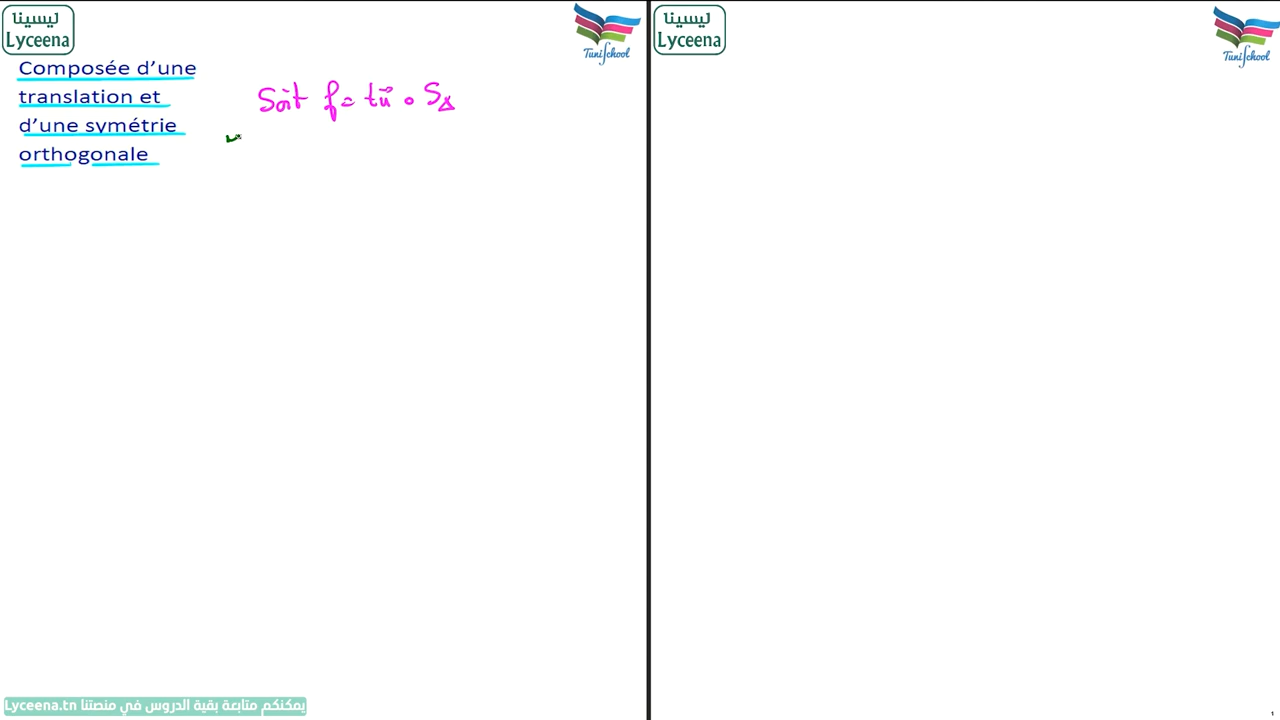 ليسينا
Lyceena
TuniSchool
Composée d’une
translation et
d’une symétrie
orthogonale
Soit f = tū⃗ ∘ SΔ
يمكنكم متابعة بقية الدروس في منصتنا Lyceena.tn
ليسينا
Lyceena
TuniSchool
1